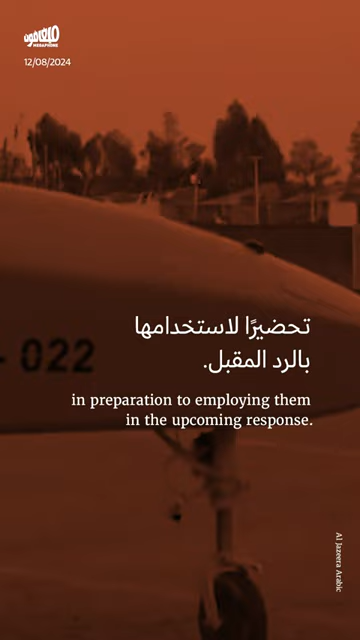 ميغافون
MEGAPHONE
12/08/2024
تحضيرًا لاستخدامها
بالرد المقبل.
- 022
in preparation to employing them
in the upcoming response.
Al Jazeera Arabic